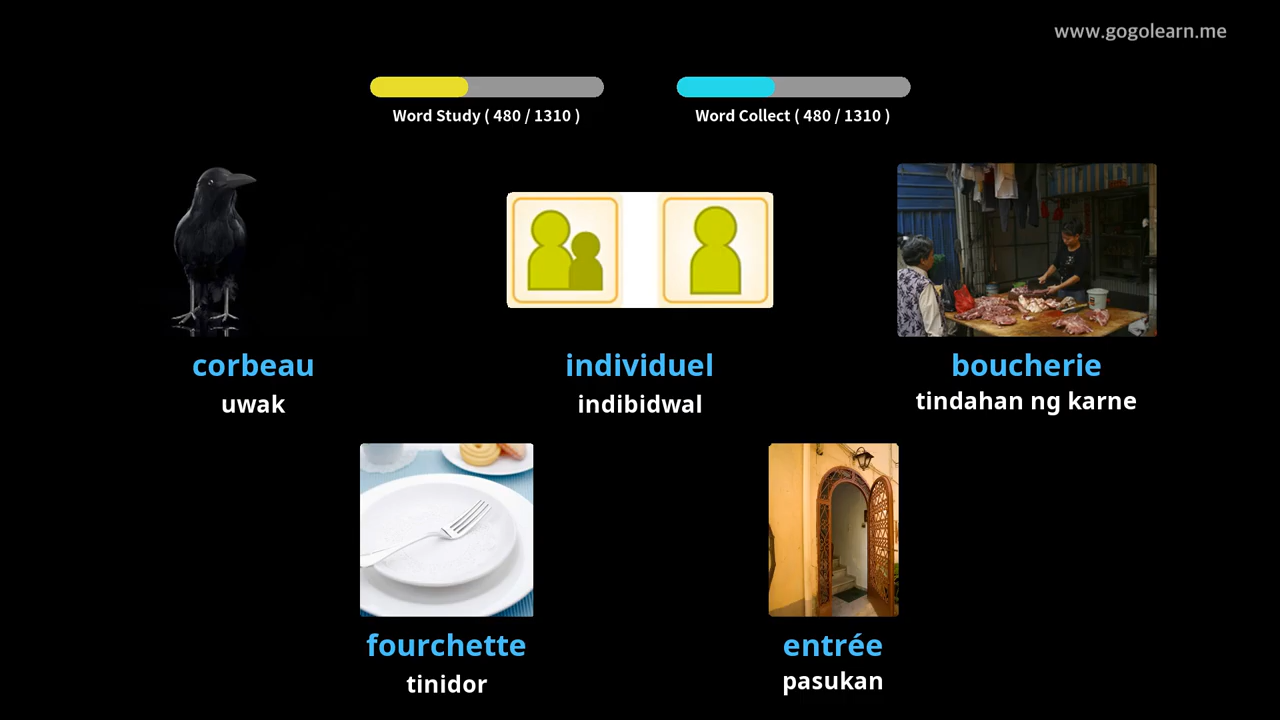 www.gogolearn.me
Word Study ( 480 / 1310 )
Word Collect ( 480 / 1310 )
corbeau
uwak
individuel
indibidwal
boucherie
tindahan ng karne
fourchette
tinidor
entrée
pasukan